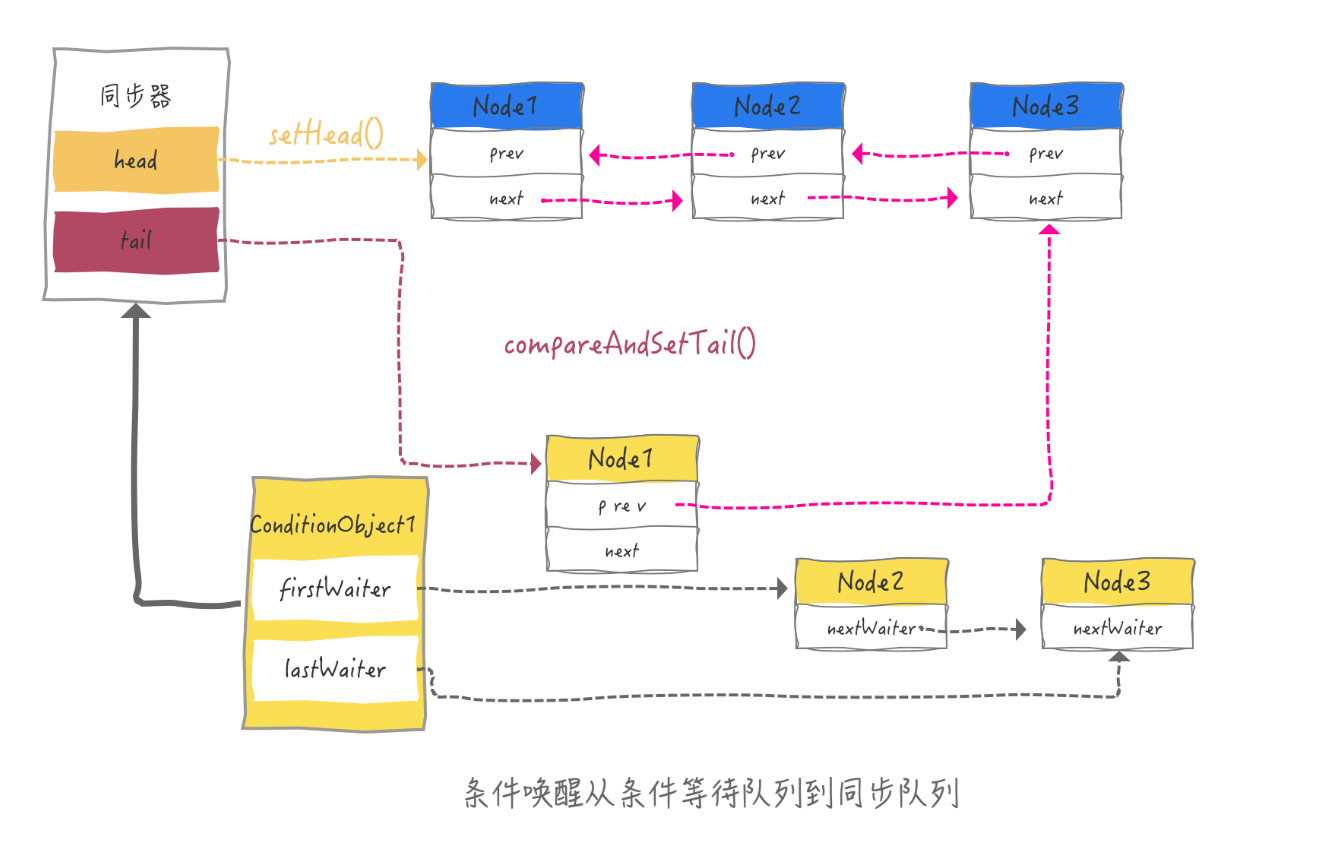 同步器
head
tail
setHead()
Node1
prev
next
Node2
prev
next
Node3
prev
next
compareAndSetTail()
Node1
prev
next
ConditionObject1
firstWaiter
lastWaiter
Node2
nextWaiter
Node3
nextWaiter
条件唤醒从条件等待队列到同步队列